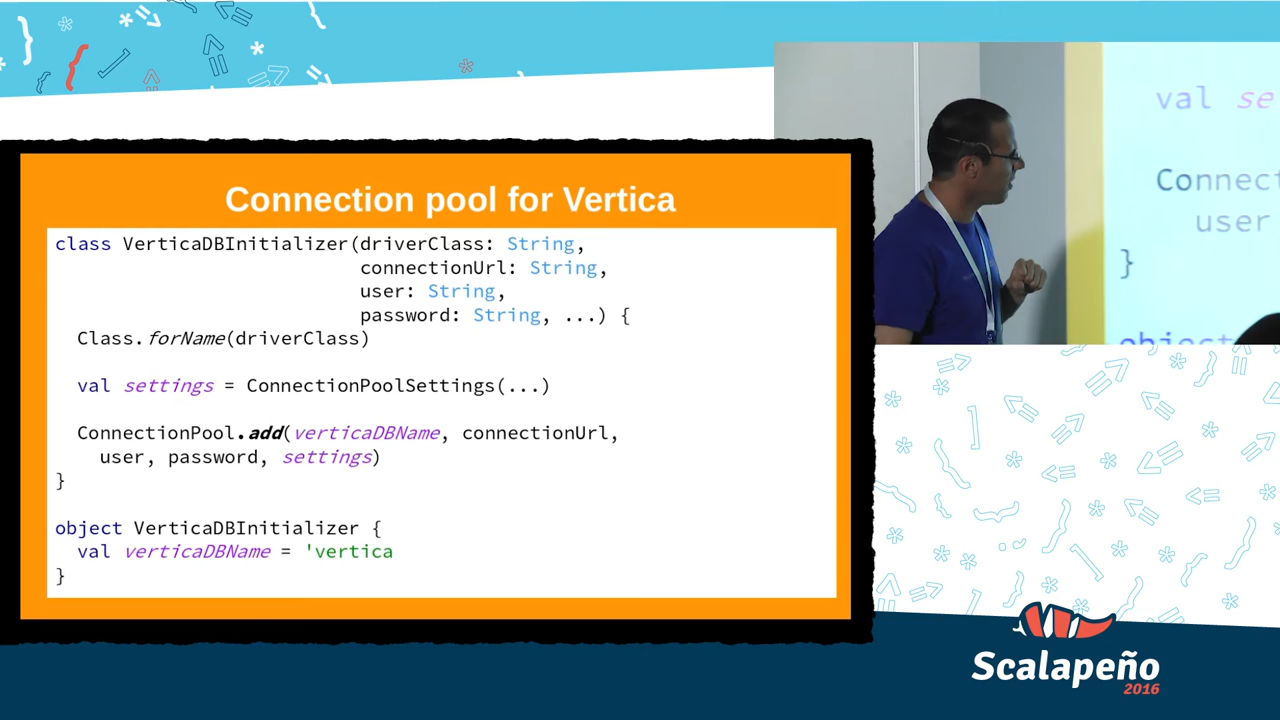 Connection pool for Vertica
class VerticaDBInitializer(driverClass: String,
connectionUrl: String,
user: String,
password: String, ...) {
Class.forName(driverClass)
val settings = ConnectionPoolSettings(...)
ConnectionPool.add(verticaDBName, connectionUrl,
user, password, settings)
}
object VerticaDBInitializer {
val verticaDBName = 'vertica
}
val se
Connect
user
}
object
Scalapeño
2016